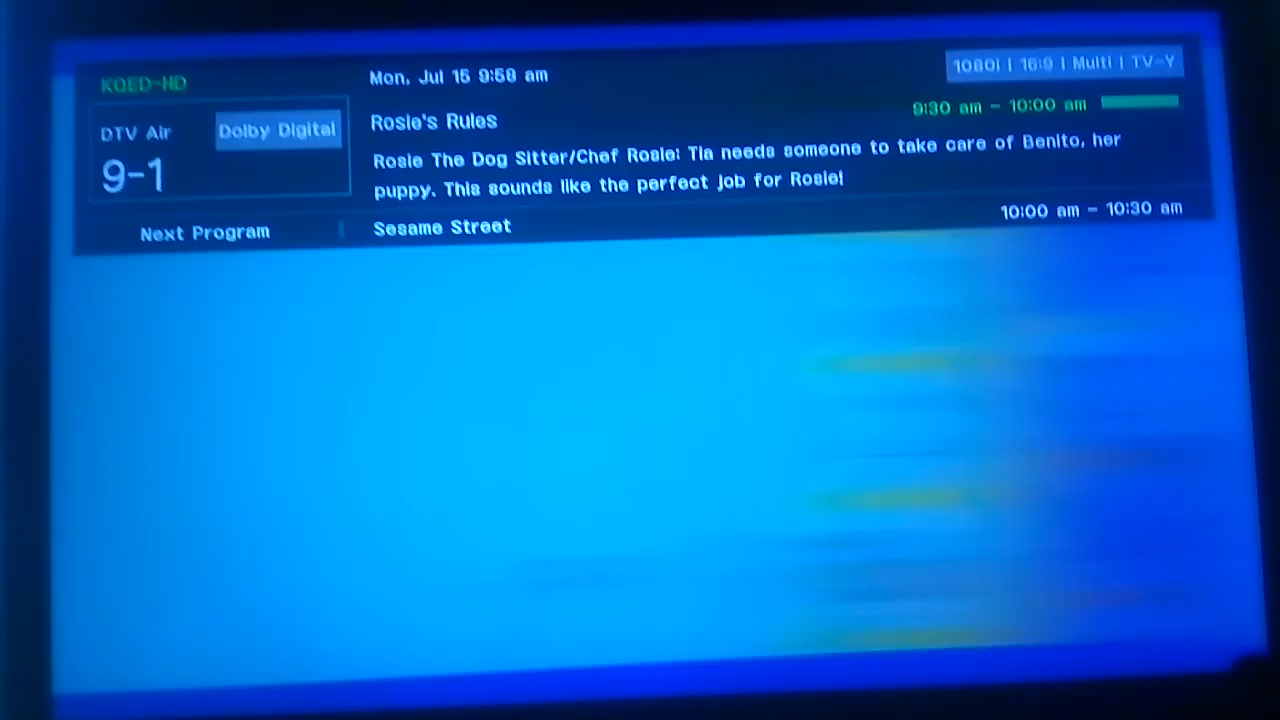 KQED-HD
Mon, Jul 15 9:58 am
1080i | 16:9 | Multi | TV-Y
DTV Air
Dolby Digital
9-1
Rosie's Rules
9:30 am - 10:00 am
Rosie The Dog Sitter/Chef Rosie: Tia needs someone to take care of Benito, her
puppy. This sounds like the perfect job for Rosie!
Next Program
Sesame Street
10:00 am - 10:30 am